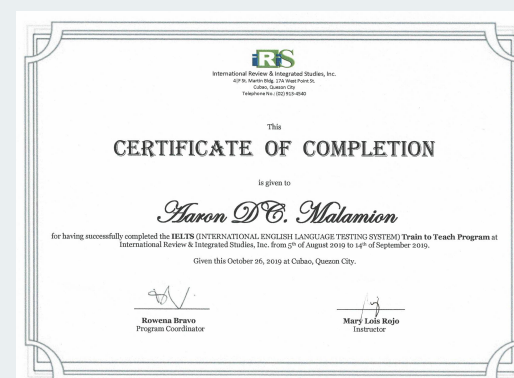 iRIS
International Review & Integrated Studies, Inc.
4/F St. Martin Bldg. 17A West Point St.
Cubao, Quezon City
Telephone No.: (02) 913-4540
This
CERTIFICATE OF COMPLETION
is given to
Aaron DC. Malamion
for having successfully completed the IELTS (INTERNATIONAL ENGLISH LANGUAGE TESTING SYSTEM) Train to Teach Program at
International Review & Integrated Studies, Inc. from 5th of August 2019 to 14th of September 2019.
Given this October 26, 2019 at Cubao, Quezon City.
Rowena Bravo
Program Coordinator
Mary Lois Rojo
Instructor